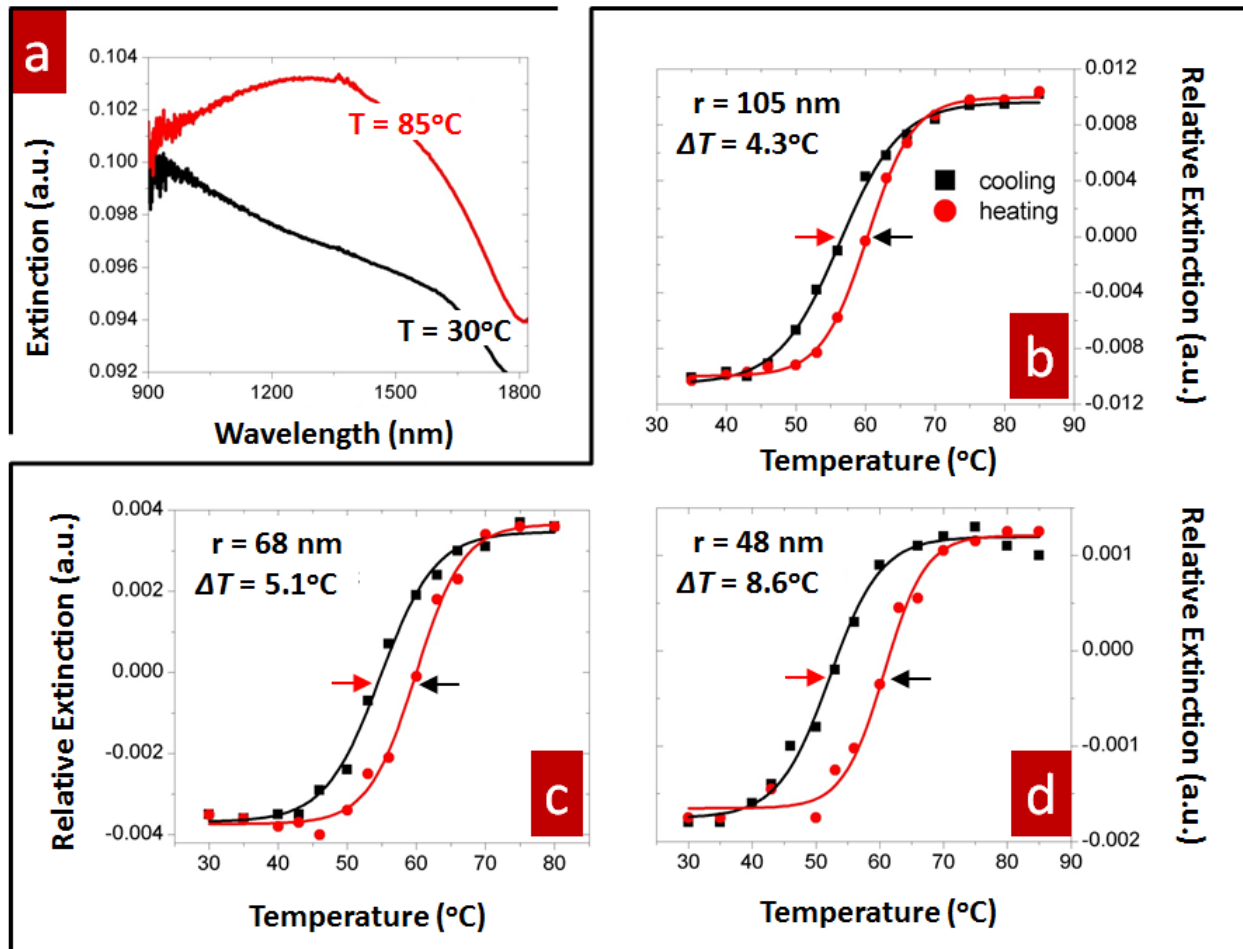 a
0.104
0.102
0.100
0.098
0.096
0.094
0.092
900
1200
1500
1800
Extinction (a.u.)
Wavelength (nm)
T = 85°C
T = 30°C
r = 105 nm
ΔT = 4.3°C
cooling
heating
0.012
0.008
0.004
0.000
-0.004
-0.008
-0.012
30
40
50
60
70
80
90
Relative Extinction (a.u.)
Temperature (°C)
b
0.004
0.002
0.000
-0.002
-0.004
Relative Extinction (a.u.)
r = 68 nm
ΔT = 5.1°C
30
40
50
60
70
80
Temperature (°C)
c
r = 48 nm
ΔT = 8.6°C
0.001
0.000
-0.001
-0.002
30
40
50
60
70
80
90
Relative Extinction (a.u.)
Temperature (°C)
d